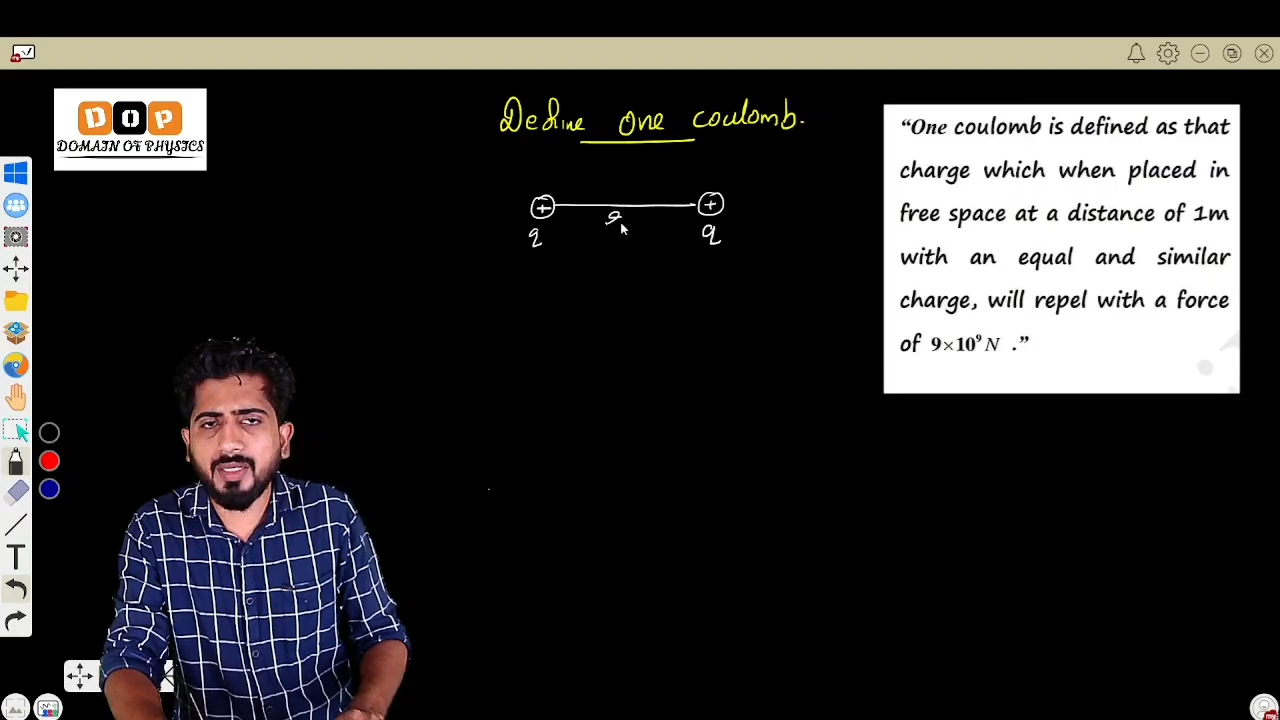 D O P
DOMAIN OF PHYSICS
Define one coulomb.
+ +
r
q q
“One coulomb is defined as that
charge which when placed in
free space at a distance of 1m
with an equal and similar
charge, will repel with a force
of 9×10⁹ N .”
T